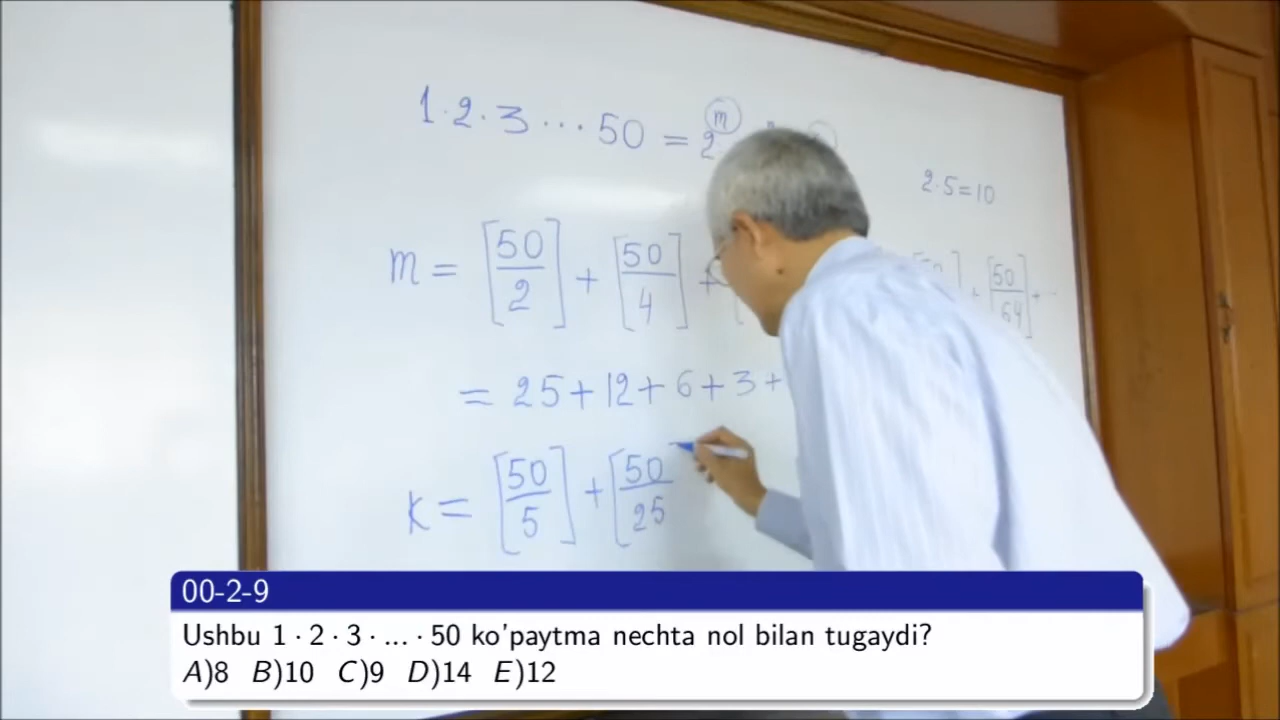 1·2·3···50 = 2^m
2·5=10
m = [50/2] + [50/4] + [50/64] + ··
= 25+12+6+3+
k = [50/5] + [50/25
00-2-9
Ushbu 1 · 2 · 3 · ... · 50 ko'paytma nechta nol bilan tugaydi?
A)8 B)10 C)9 D)14 E)12